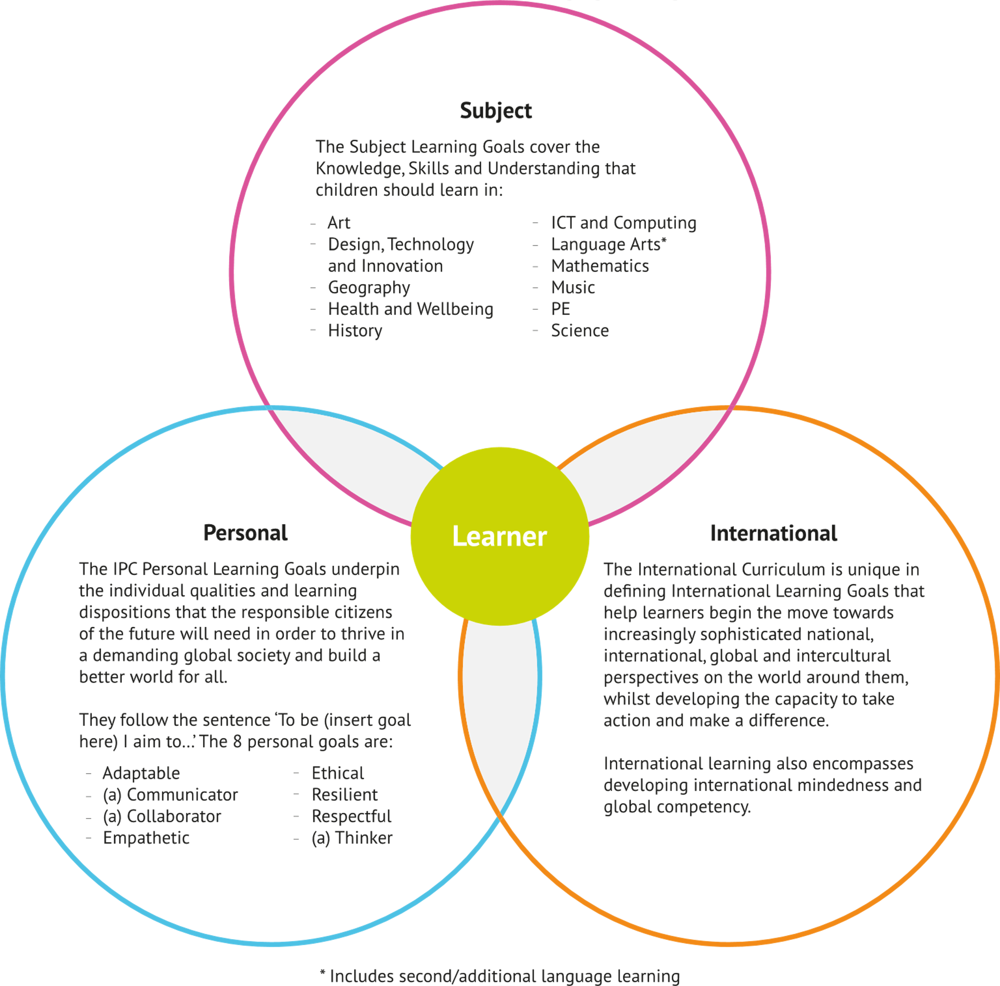 Subject
The Subject Learning Goals cover the
Knowledge, Skills and Understanding that
children should learn in:
– Art
– Design, Technology
and Innovation
– Geography
– Health and Wellbeing
– History
– ICT and Computing
– Language Arts*
– Mathematics
– Music
– PE
– Science
Learner
Personal
The IPC Personal Learning Goals underpin
the individual qualities and learning
dispositions that the responsible citizens
of the future will need in order to thrive in
a demanding global society and build a
better world for all.
They follow the sentence ‘To be (insert goal
here) I aim to...’ The 8 personal goals are:
– Adaptable
– (a) Communicator
– (a) Collaborator
– Empathetic
– Ethical
– Resilient
– Respectful
– (a) Thinker
International
The International Curriculum is unique in
defining International Learning Goals that
help learners begin the move towards
increasingly sophisticated national,
international, global and intercultural
perspectives on the world around them,
whilst developing the capacity to take
action and make a difference.
International learning also encompasses
developing international mindedness and
global competency.
* Includes second/additional language learning